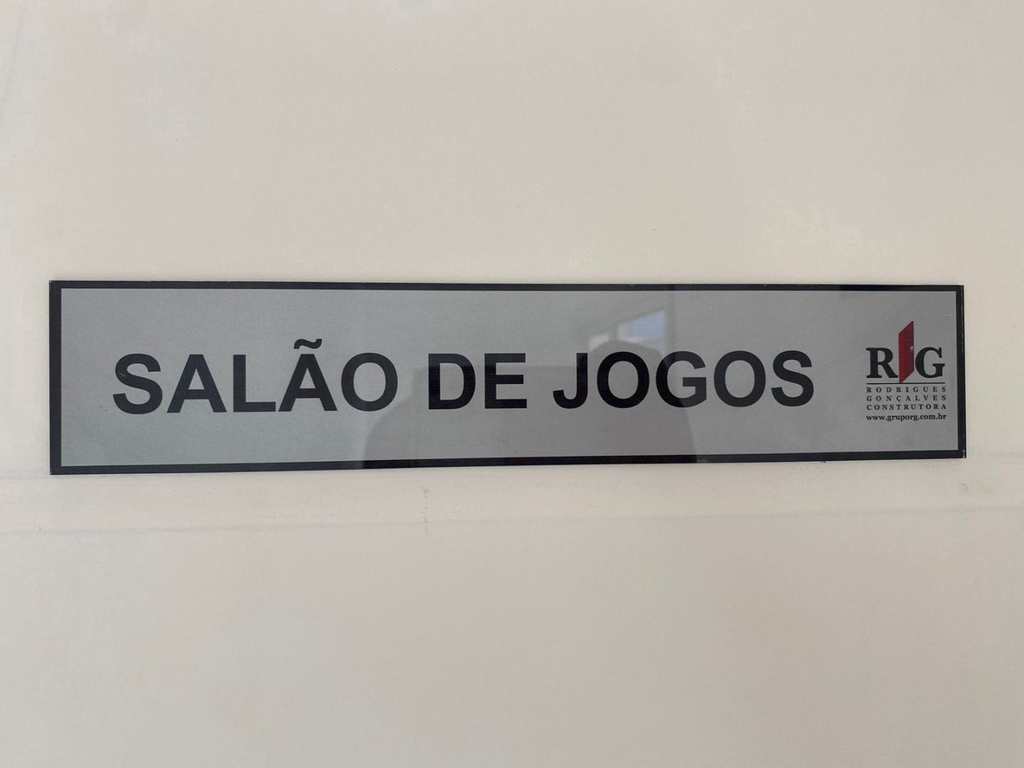 SALÃO DE JOGOS
RG
RODRIGUES
GONÇALVES
CONSTRUTORA
www.gruporg.com.br